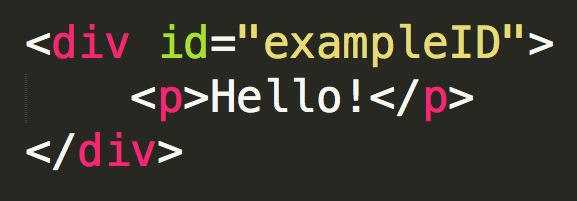 <div id="exampleID">
    <p>Hello!</p>
</div>